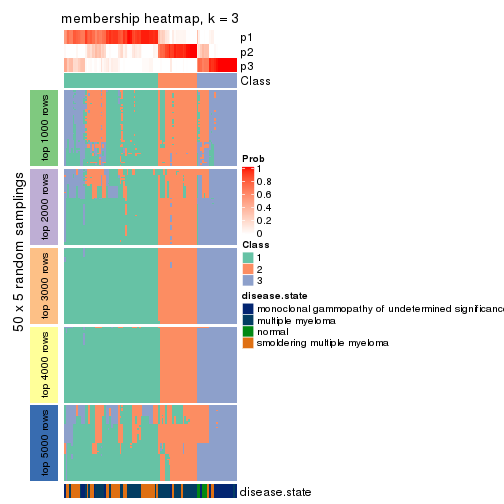 membership heatmap, k = 3
p1
p2
p3
Class
50 x 5 random samplings
top 1000 rows
top 2000 rows
top 3000 rows
top 4000 rows
top 5000 rows
Prob
1
0.8
0.6
0.4
0.2
0
Class
1
2
3
disease.state
monoclonal gammopathy of undetermined significance
multiple myeloma
normal
smoldering multiple myeloma
disease.state